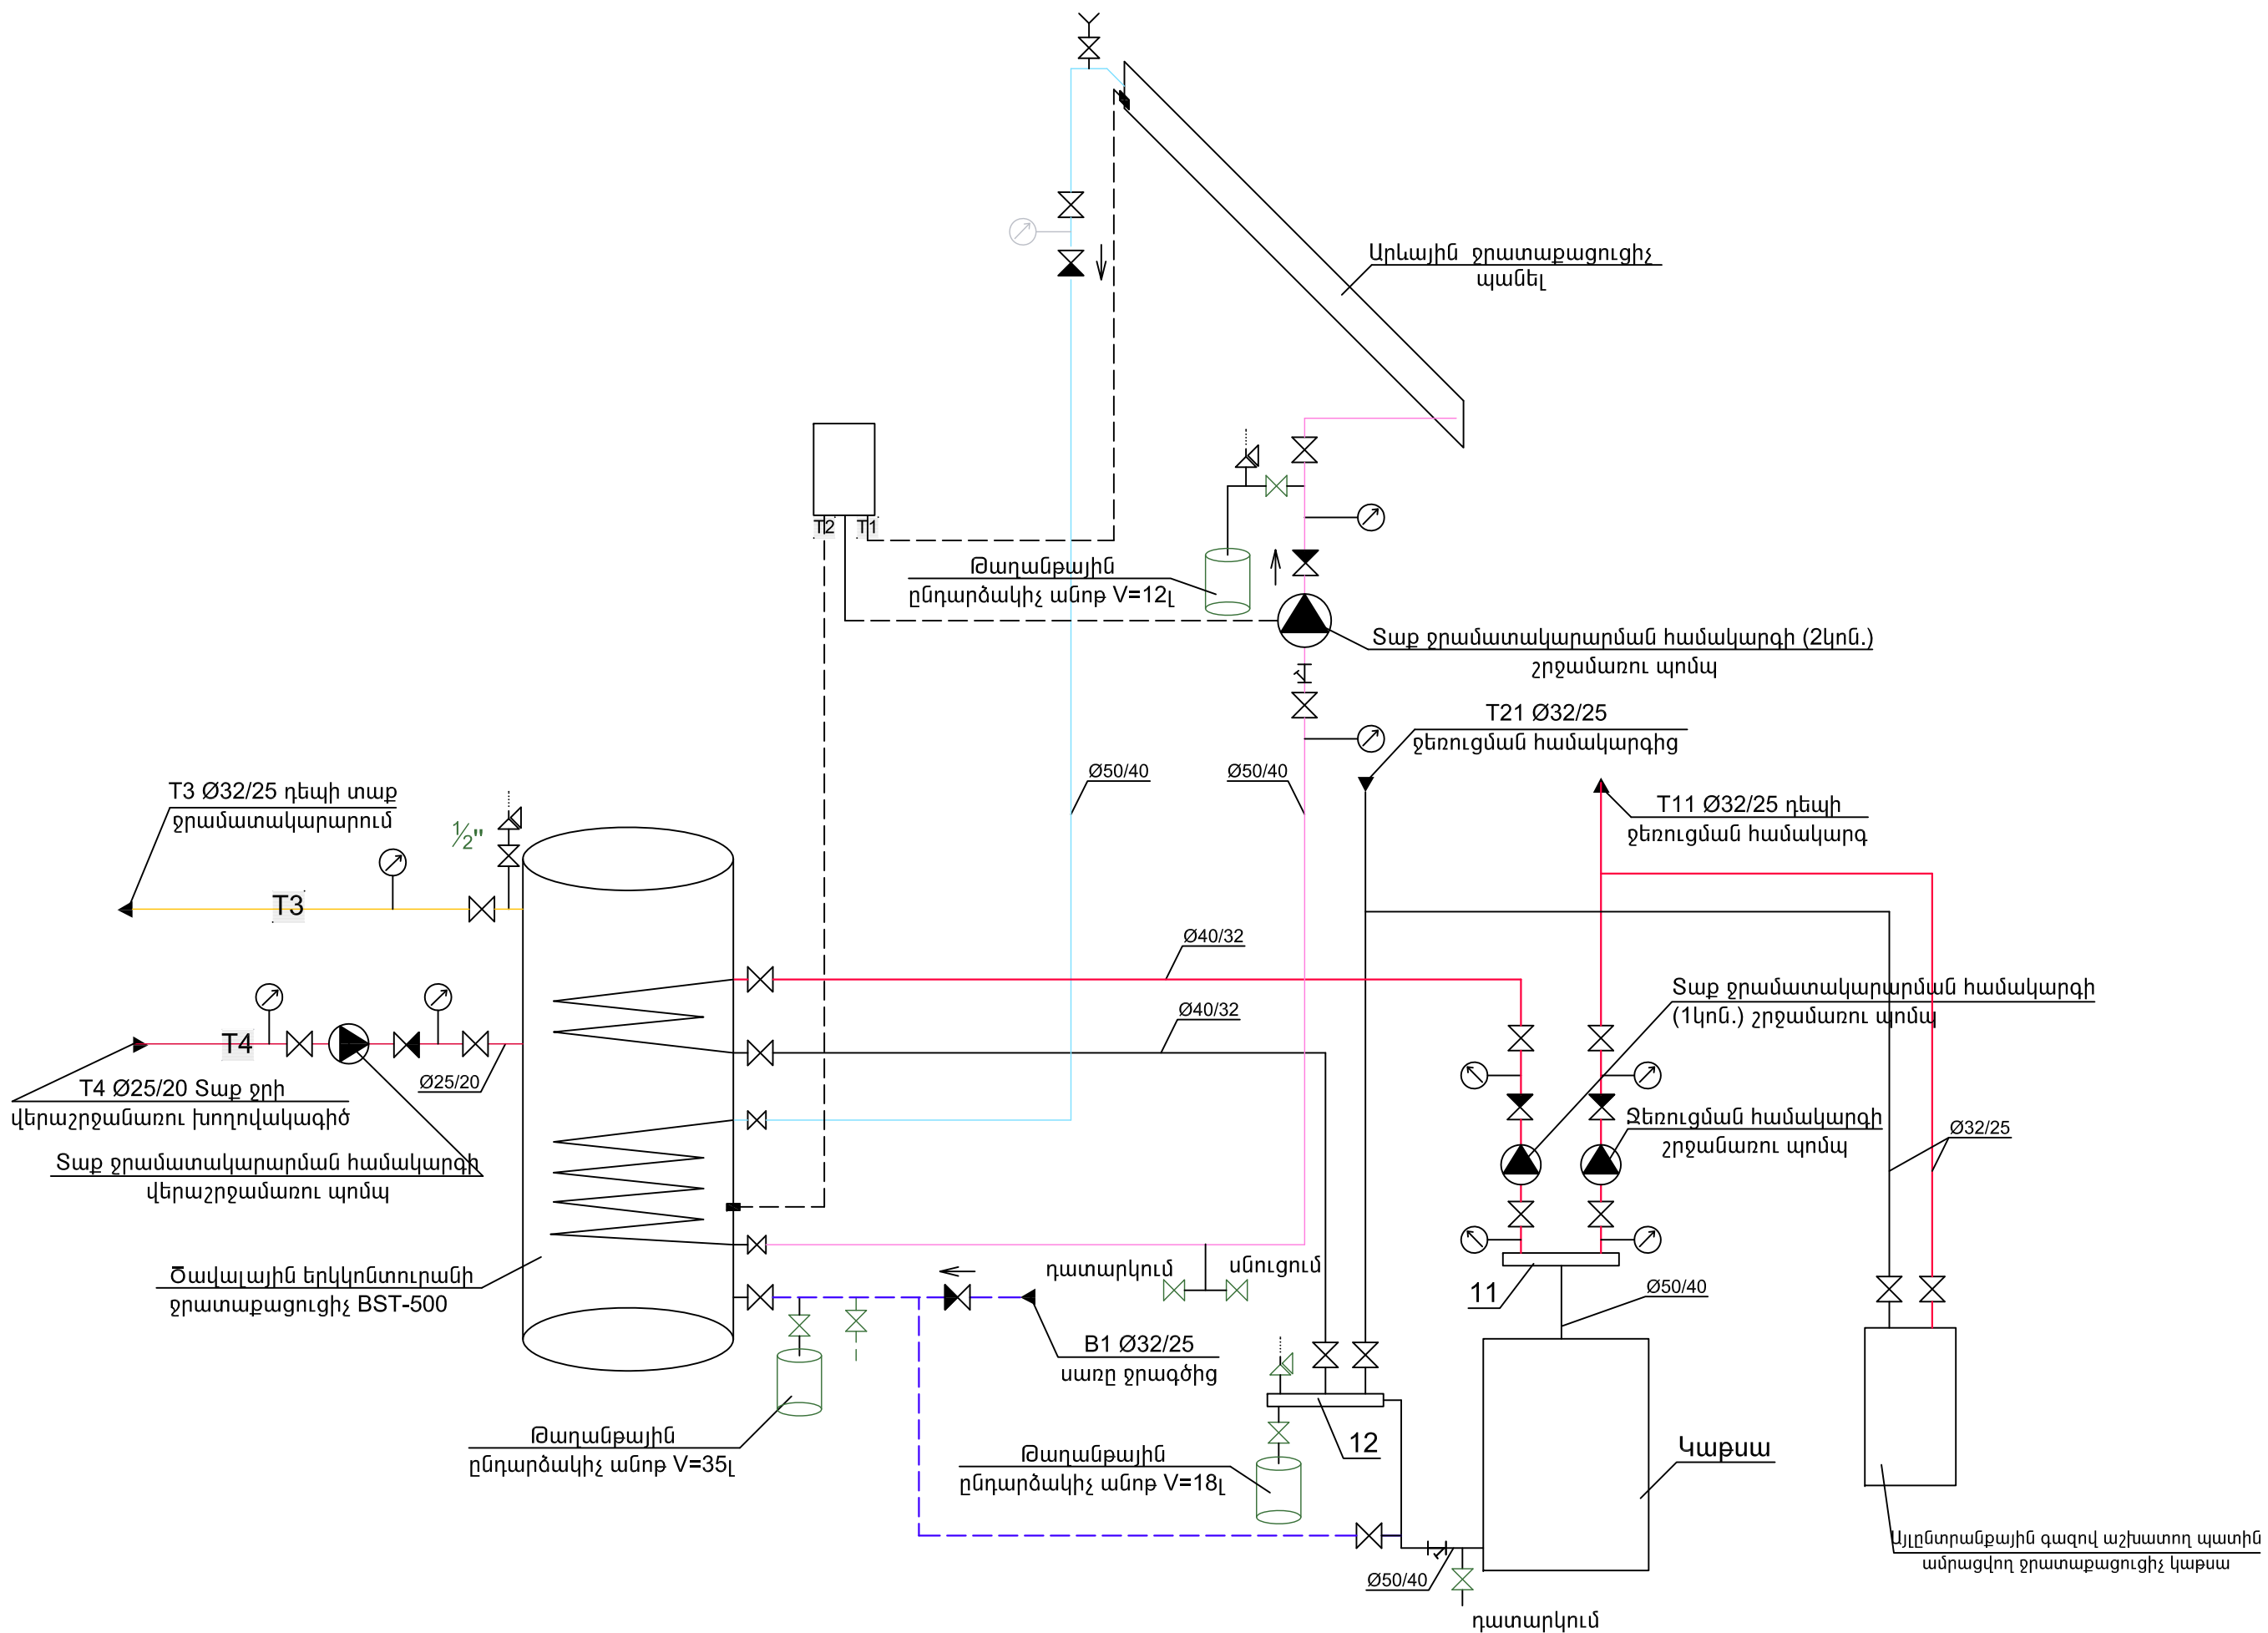 Արևային ջրատաքացուցիչ
պանել
T2
T1
Թաղանթային
ընդարձակիչ անոթ V=12լ
Տաք ջրամատակարարման համակարգի (2կոն.)
շրջամառու պոմպ
T21 Ø32/25
ջեռուցման համակարգից
Ø50/40
Ø50/40
T11 Ø32/25 դեպի
ջեռուցման համակարգ
T3 Ø32/25 դեպի տաք
ջրամատակարարում
1/2"
T3
Ø40/32
Տաք ջրամատակարարման համակարգի
(1կոն.) շրջամառու պոմպ
Ø40/32
T4
Ø25/20
T4 Ø25/20 Տաք ջրի
վերաշրջանառու խողովակագիծ
Ջեռուցման համակարգի
շրջանառու պոմպ
Ø32/25
Տաք ջրամատակարարման համակարգի
վերաշրջամառու պոմպ
Ծավալային երկկոնտուրանի
ջրատաքացուցիչ BST-500
դատարկում
սնուցում
11
Ø50/40
B1 Ø32/25
սառը ջրագծից
Թաղանթային
ընդարձակիչ անոթ V=35լ
12
Թաղանթային
ընդարձակիչ անոթ V=18լ
Կաթսա
Այլընտրանքային գազով աշխատող պատին
ամրացվող ջրատաքացուցիչ կաթսա
Ø50/40
դատարկում